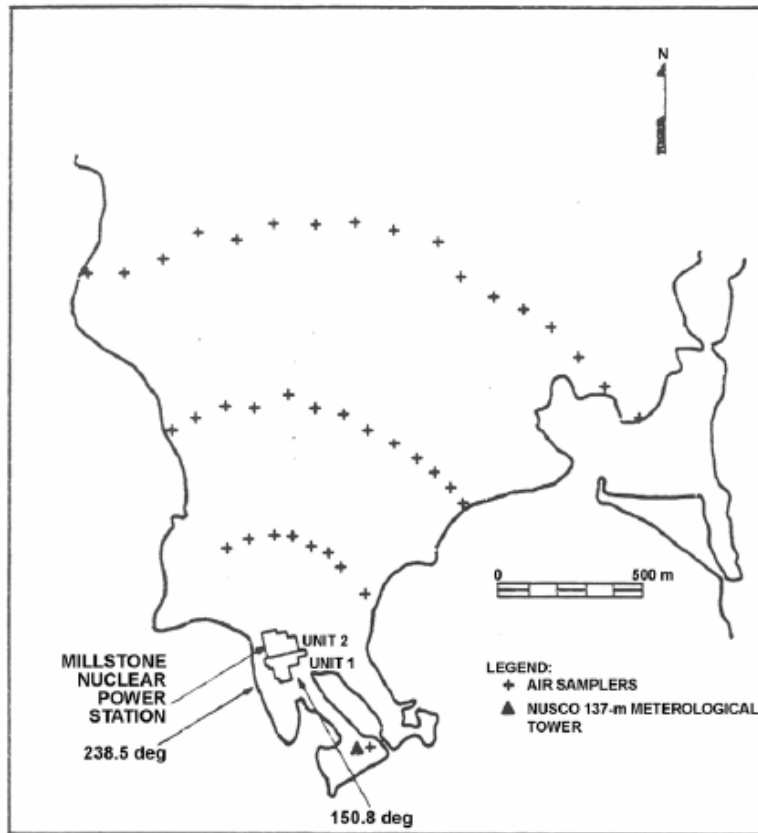 N
0 500 m
UNIT 2
UNIT 1
MILLSTONE
NUCLEAR
POWER
STATION
238.5 deg
150.8 deg
LEGEND:
AIR SAMPLERS
NUSCO 137-m METEROLOGICAL
TOWER